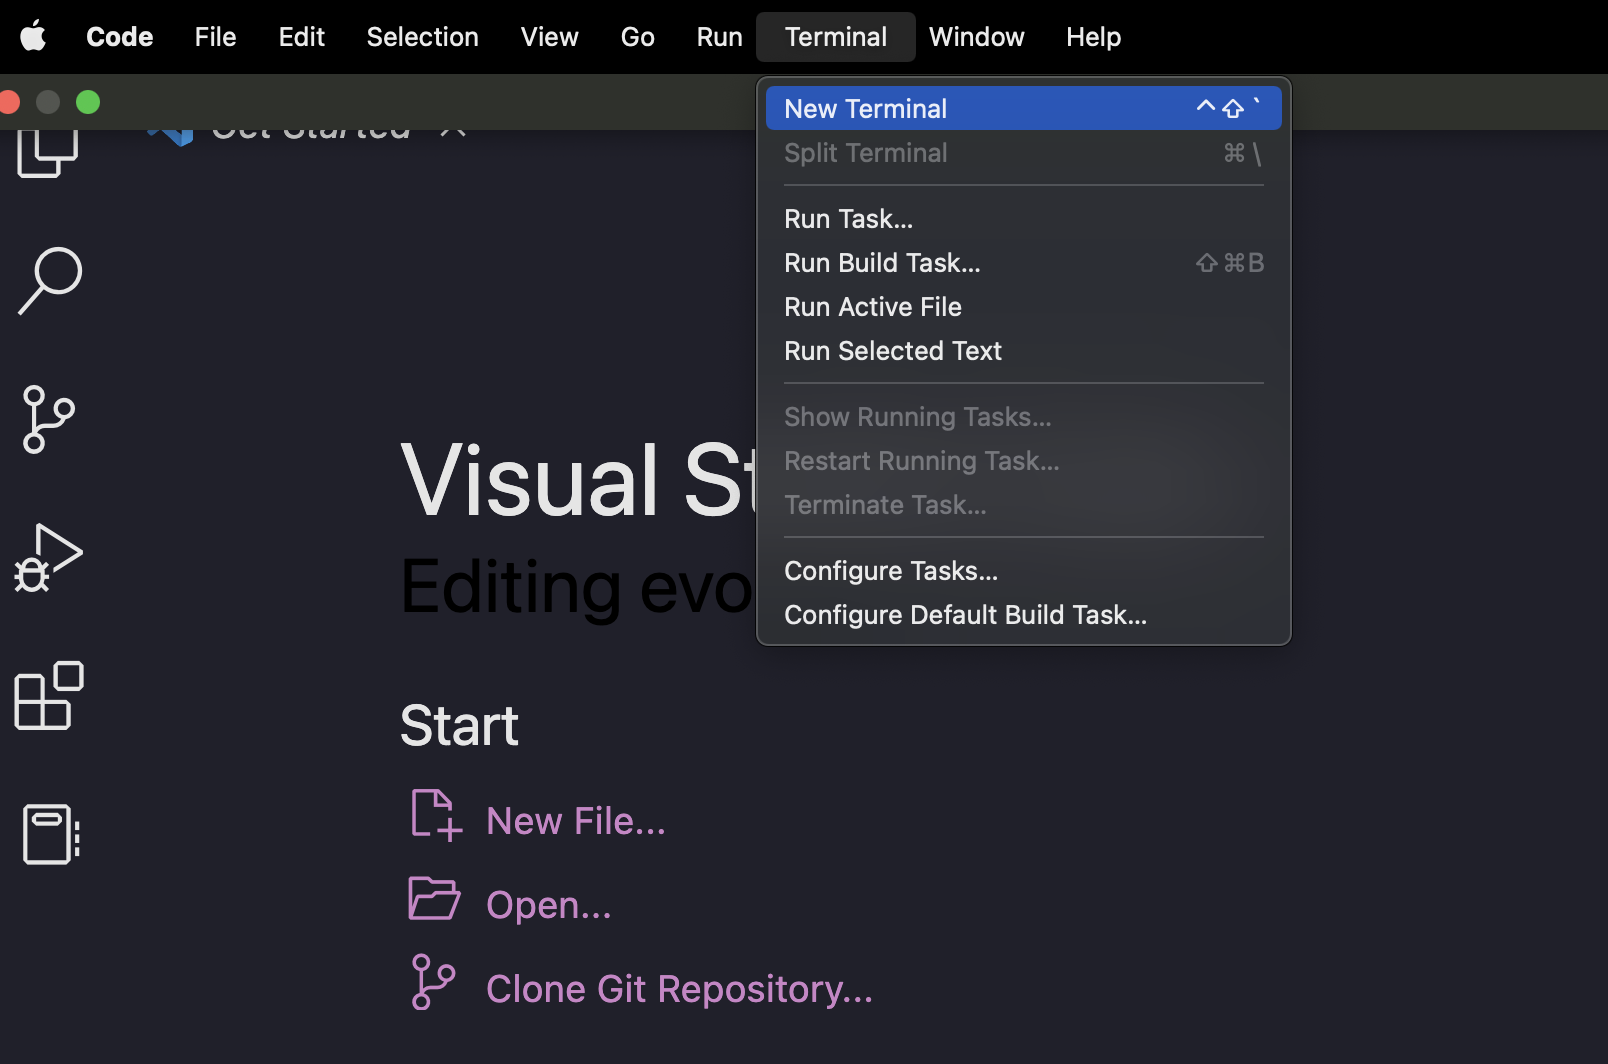 Code File Edit Selection View Go Run Terminal Window Help
Get Started
New Terminal ^⇧`
Split Terminal ⌘\
Run Task...
Run Build Task... ⇧⌘B
Run Active File
Run Selected Text
Show Running Tasks...
Restart Running Task...
Terminate Task...
Configure Tasks...
Configure Default Build Task...
Visual St
Editing evo
Start
New File...
Open...
Clone Git Repository...